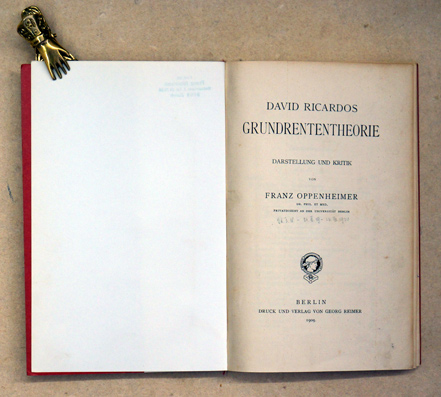 DAVID RICARDOS
GRUNDRENTENTHEORIE
DARSTELLUNG UND KRITIK
VON
FRANZ OPPENHEIMER
DR. PHIL. ET MED.
PRIVATDOZENT AN DER UNIVERSITÄT BERLIN
BERLIN
DRUCK UND VERLAG VON GEORG REIMER
1909.